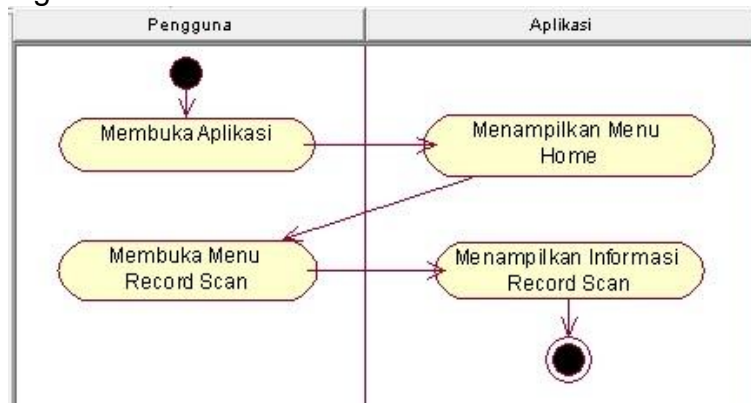 Pengguna
Aplikasi
Membuka Aplikasi
Menampilkan Menu
Home
Membuka Menu
Record Scan
Menampilkan Informasi
Record Scan